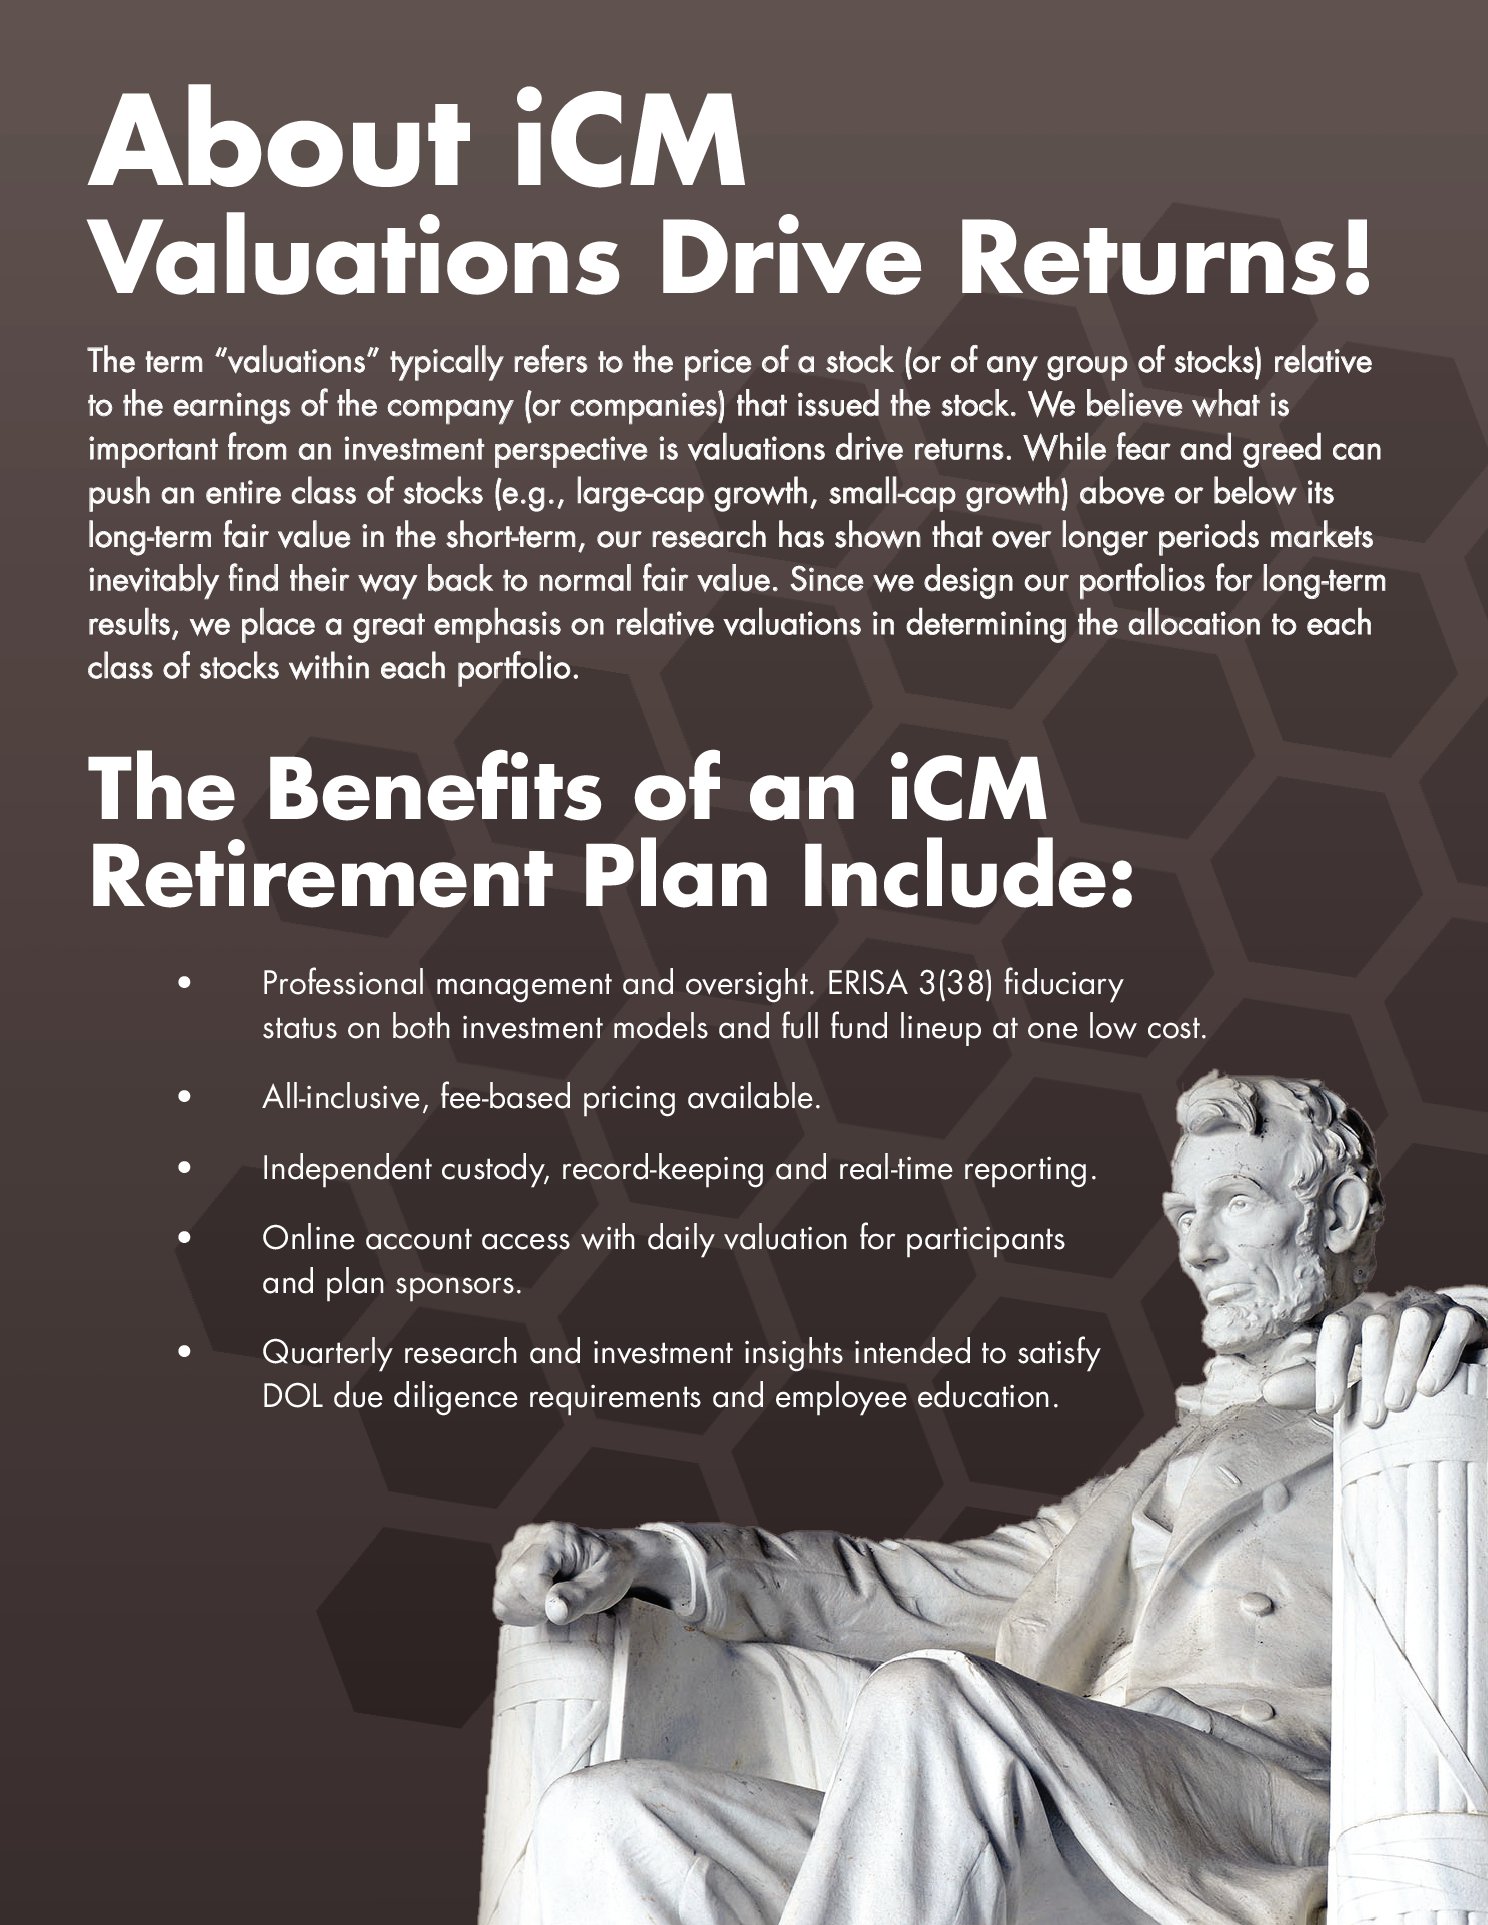 About iCM
Valuations Drive Returns!
The term “valuations” typically refers to the price of a stock (or of any group of stocks) relative
to the earnings of the company (or companies) that issued the stock. We believe what is
important from an investment perspective is valuations drive returns. While fear and greed can
push an entire class of stocks (e.g., large-cap growth, small-cap growth) above or below its
long-term fair value in the short-term, our research has shown that over longer periods markets
inevitably find their way back to normal fair value. Since we design our portfolios for long-term
results, we place a great emphasis on relative valuations in determining the allocation to each
class of stocks within each portfolio.
The Benefits of an iCM
Retirement Plan Include:
• Professional management and oversight. ERISA 3(38) fiduciary
status on both investment models and full fund lineup at one low cost.
• All-inclusive, fee-based pricing available.
• Independent custody, record-keeping and real-time reporting.
• Online account access with daily valuation for participants
and plan sponsors.
• Quarterly research and investment insights intended to satisfy
DOL due diligence requirements and employee education.